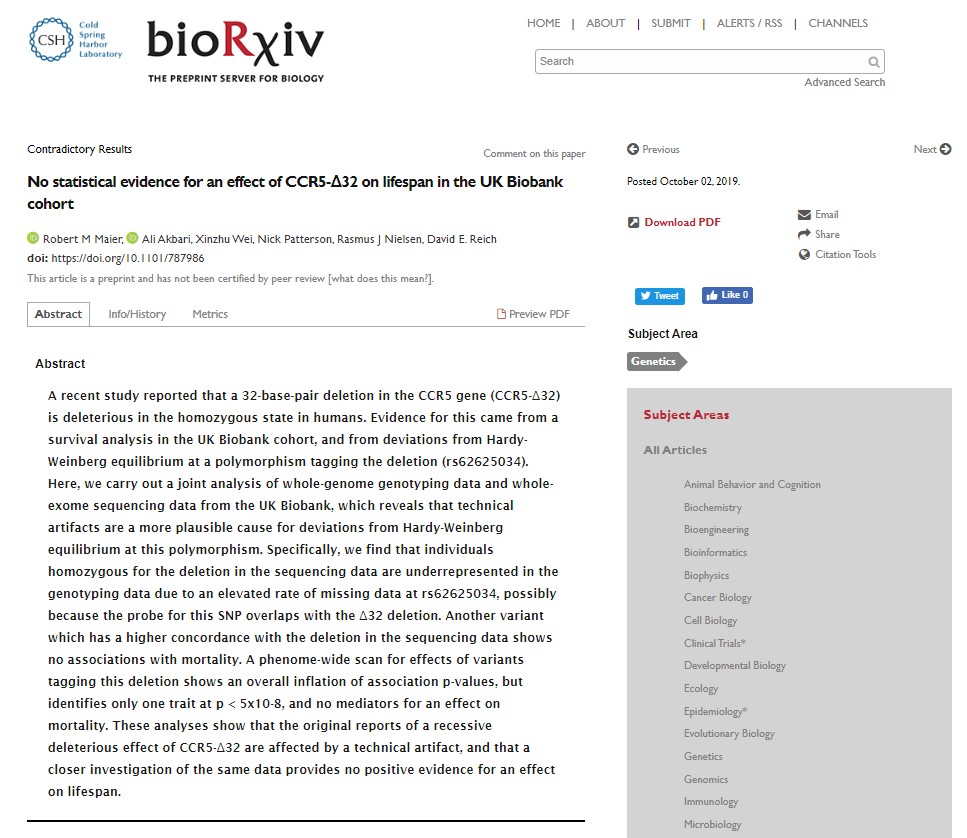 CSH Cold
Spring
Harbor
Laboratory
bioRxiv
THE PREPRINT SERVER FOR BIOLOGY
HOME | ABOUT | SUBMIT | ALERTS / RSS | CHANNELS
Search
Advanced Search
Contradictory Results
Comment on this paper
No statistical evidence for an effect of CCR5-Δ32 on lifespan in the UK Biobank
cohort
iD Robert M Maier, iD Ali Akbari, Xinzhu Wei, Nick Patterson, Rasmus J Nielsen, David E. Reich
doi: https://doi.org/10.1101/787986
This article is a preprint and has not been certified by peer review [what does this mean?].
Abstract Info/History Metrics Preview PDF
Abstract
A recent study reported that a 32-base-pair deletion in the CCR5 gene (CCR5-Δ32)
is deleterious in the homozygous state in humans. Evidence for this came from a
survival analysis in the UK Biobank cohort, and from deviations from Hardy-
Weinberg equilibrium at a polymorphism tagging the deletion (rs62625034).
Here, we carry out a joint analysis of whole-genome genotyping data and whole-
exome sequencing data from the UK Biobank, which reveals that technical
artifacts are a more plausible cause for deviations from Hardy-Weinberg
equilibrium at this polymorphism. Specifically, we find that individuals
homozygous for the deletion in the sequencing data are underrepresented in the
genotyping data due to an elevated rate of missing data at rs62625034, possibly
because the probe for this SNP overlaps with the Δ32 deletion. Another variant
which has a higher concordance with the deletion in the sequencing data shows
no associations with mortality. A phenome-wide scan for effects of variants
tagging this deletion shows an overall inflation of association p-values, but
identifies only one trait at p < 5x10-8, and no mediators for an effect on
mortality. These analyses show that the original reports of a recessive
deleterious effect of CCR5-Δ32 are affected by a technical artifact, and that a
closer investigation of the same data provides no positive evidence for an effect
on lifespan.
Previous
Next
Posted October 02, 2019.
Download PDF
Email
Share
Citation Tools
Tweet
Like 0
Subject Area
Genetics
Subject Areas
All Articles
Animal Behavior and Cognition
Biochemistry
Bioengineering
Bioinformatics
Biophysics
Cancer Biology
Cell Biology
Clinical Trials*
Developmental Biology
Ecology
Epidemiology*
Evolutionary Biology
Genetics
Genomics
Immunology
Microbiology